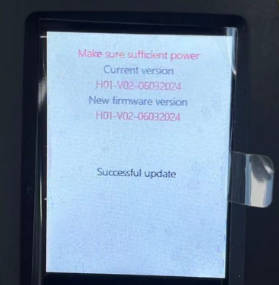 Make sure sufficient power
Current version
H01-V02-06032024
New firmware version
H01-V02-06032024
Successful update